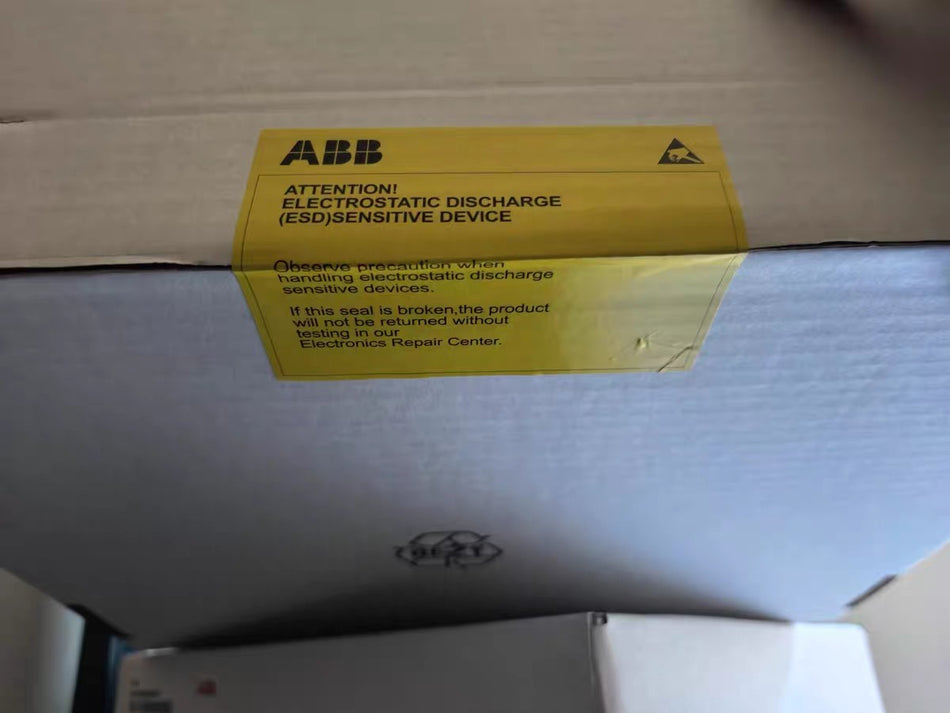 ABB
ATTENTION!
ELECTROSTATIC DISCHARGE
(ESD)SENSITIVE DEVICE
Observe precaution when
handling electrostatic discharge
sensitive devices.
If this seal is broken,the product
will not be returned without
testing in our
Electronics Repair Center.
ABB